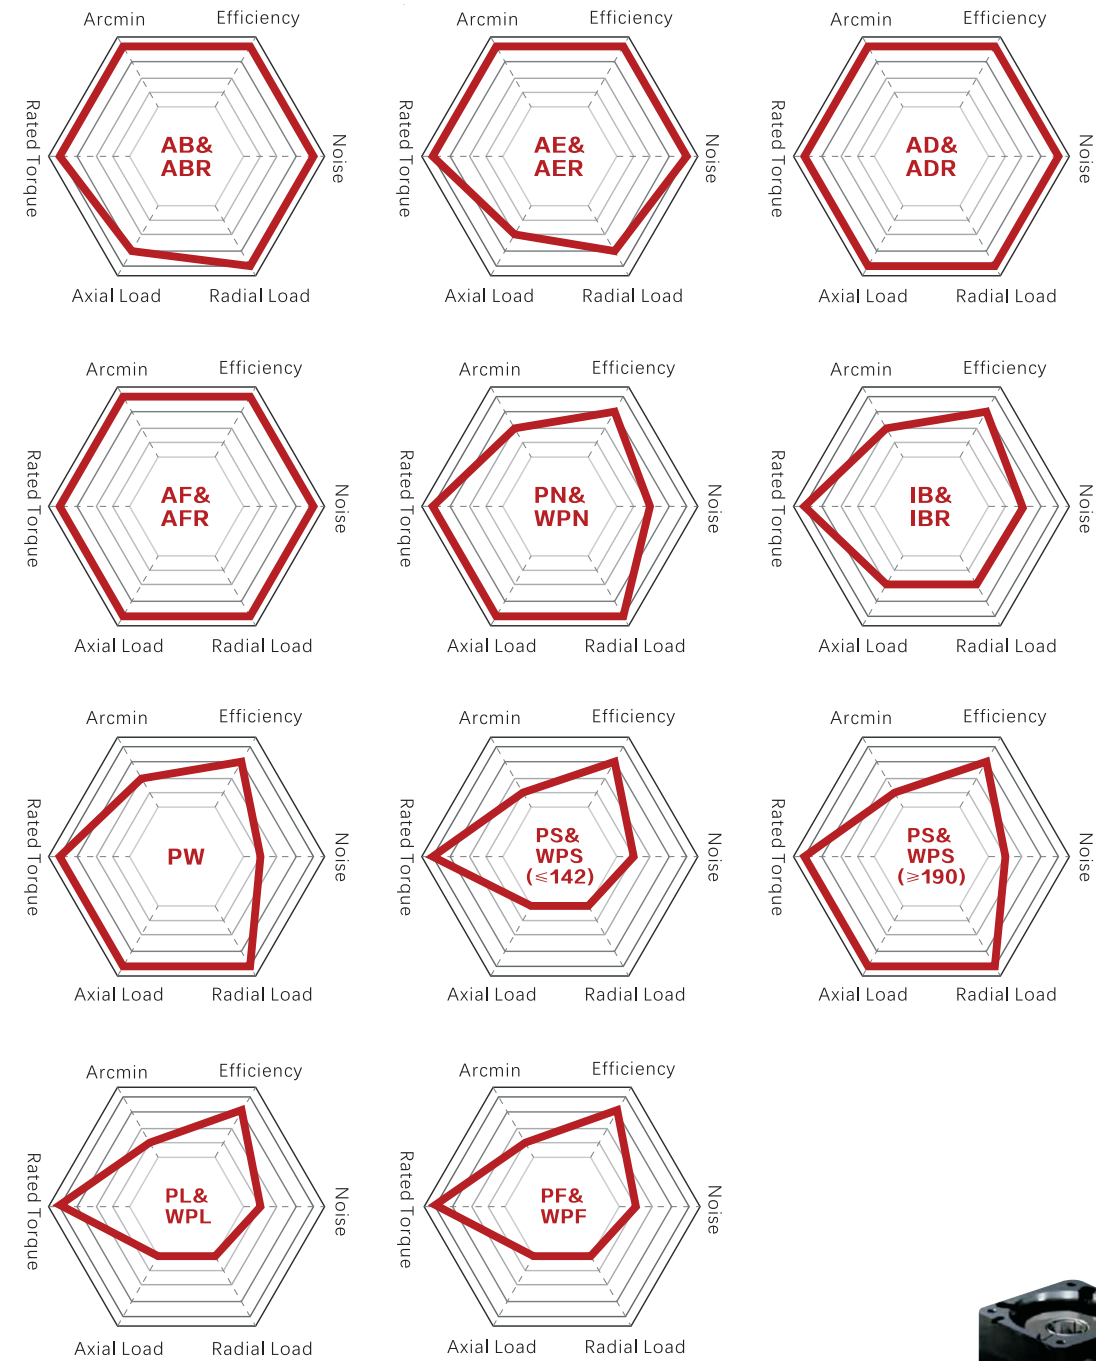 Arcmin
Efficiency
Rated Torque
AB&
ABR
Noise
Axial Load
Radial Load
Arcmin
Efficiency
Rated Torque
AE&
AER
Noise
Axial Load
Radial Load
Arcmin
Efficiency
Rated Torque
AD&
ADR
Noise
Axial Load
Radial Load
Arcmin
Efficiency
Rated Torque
AF&
AFR
Noise
Axial Load
Radial Load
Arcmin
Efficiency
Rated Torque
PN&
WPN
Noise
Axial Load
Radial Load
Arcmin
Efficiency
Rated Torque
IB&
IBR
Noise
Axial Load
Radial Load
Arcmin
Efficiency
Rated Torque
PW
Noise
Axial Load
Radial Load
Arcmin
Efficiency
Rated Torque
PS&
WPS
(≤142)
Noise
Axial Load
Radial Load
Arcmin
Efficiency
Rated Torque
PS&
WPS
(≥190)
Noise
Axial Load
Radial Load
Arcmin
Efficiency
Rated Torque
PL&
WPL
Noise
Axial Load
Radial Load
Arcmin
Efficiency
Rated Torque
PF&
WPF
Noise
Axial Load
Radial Load